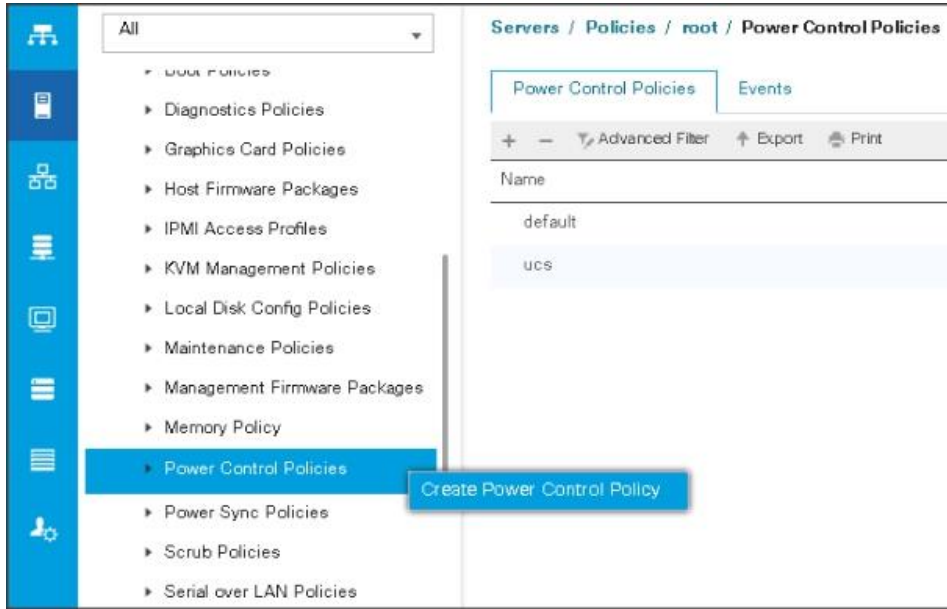 All
Servers / Policies / root / Power Control Policies
Policies
Diagnostics Policies
Graphics Card Policies
Host Firmware Packages
IPMI Access Profiles
KVM Management Policies
Local Disk Config Policies
Maintenance Policies
Management Firmware Packages
Memory Policy
Power Control Policies
Create Power Control Policy
Power Sync Policies
Scrub Policies
Serial over LAN Policies
Power Control Policies Events
+ − Advanced Filter Export Print
Name
default
ucs